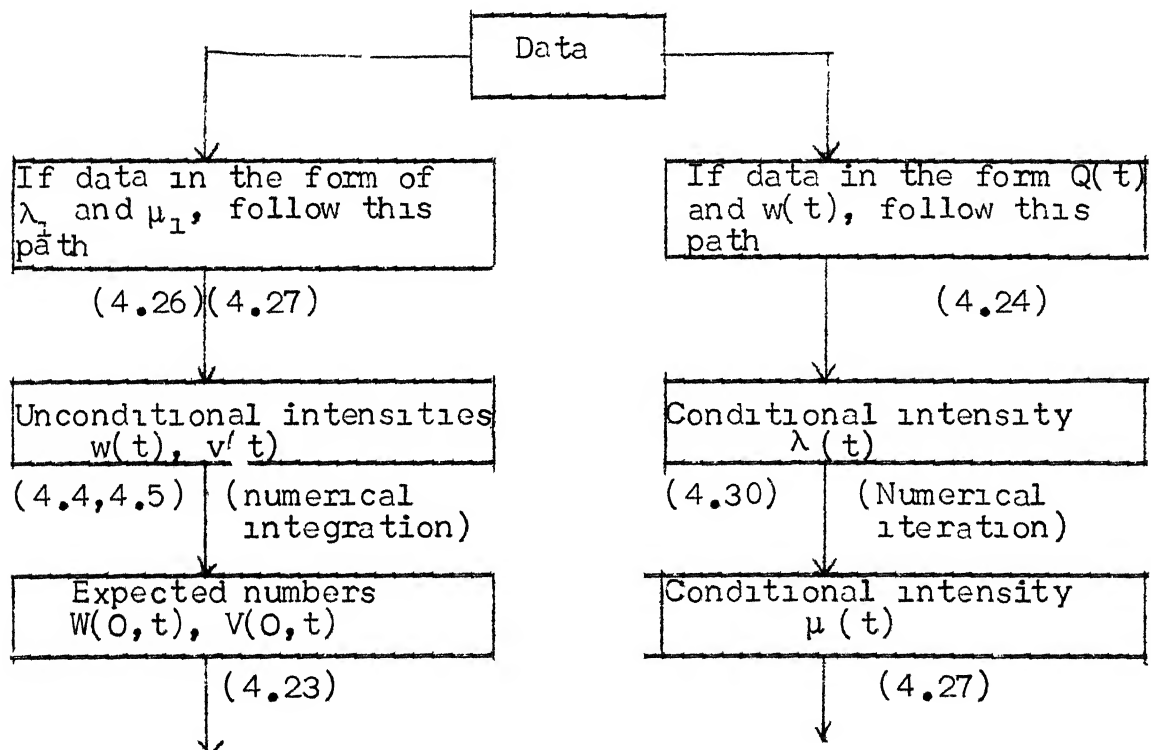 Data
If data in the form of
λ₁ and μ₁, follow this
path
(4.26)(4.27)
Unconditional intensities
w(t), v(t)
(4.4,4.5) (numerical
integration)
Expected numbers
W(0,t), V(0,t)
(4.23)
If data in the form Q(t)
and w(t), follow this
path
(4.24)
Conditional intensity
λ(t)
(4.30) (Numerical
iteration)
Conditional intensity
μ(t)
(4.27)